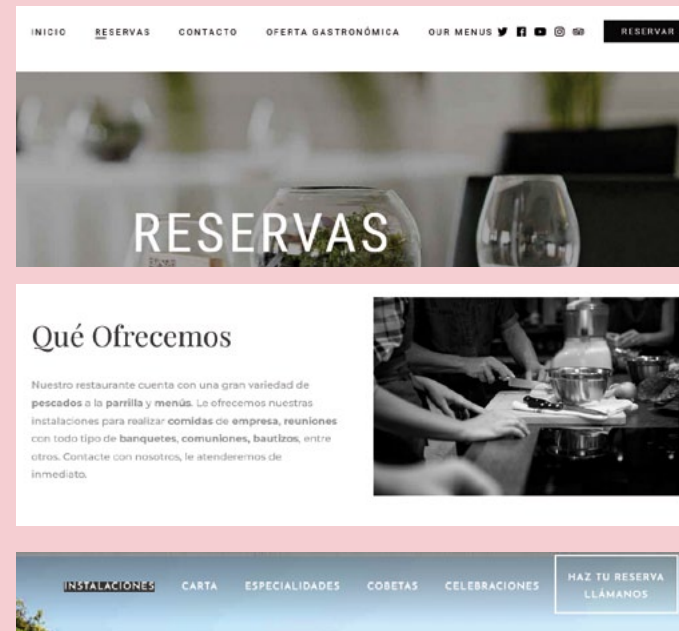 INICIO RESERVAS CONTACTO OFERTA GASTRONÓMICA OUR MENUS RESERVAR
RESERVAS
Qué Ofrecemos
Nuestro restaurante cuenta con una gran variedad de
pescados a la parrilla y menús. Le ofrecemos nuestras
instalaciones para realizar comidas de empresa, reuniones
con todo tipo de banquetes, comuniones, bautizos, entre
otros. Contacte con nosotros, le atenderemos de
inmediato.
INSTALACIONES CARTA ESPECIALIDADES COBETAS CELEBRACIONES HAZ TU RESERVA
LLÁMANOS